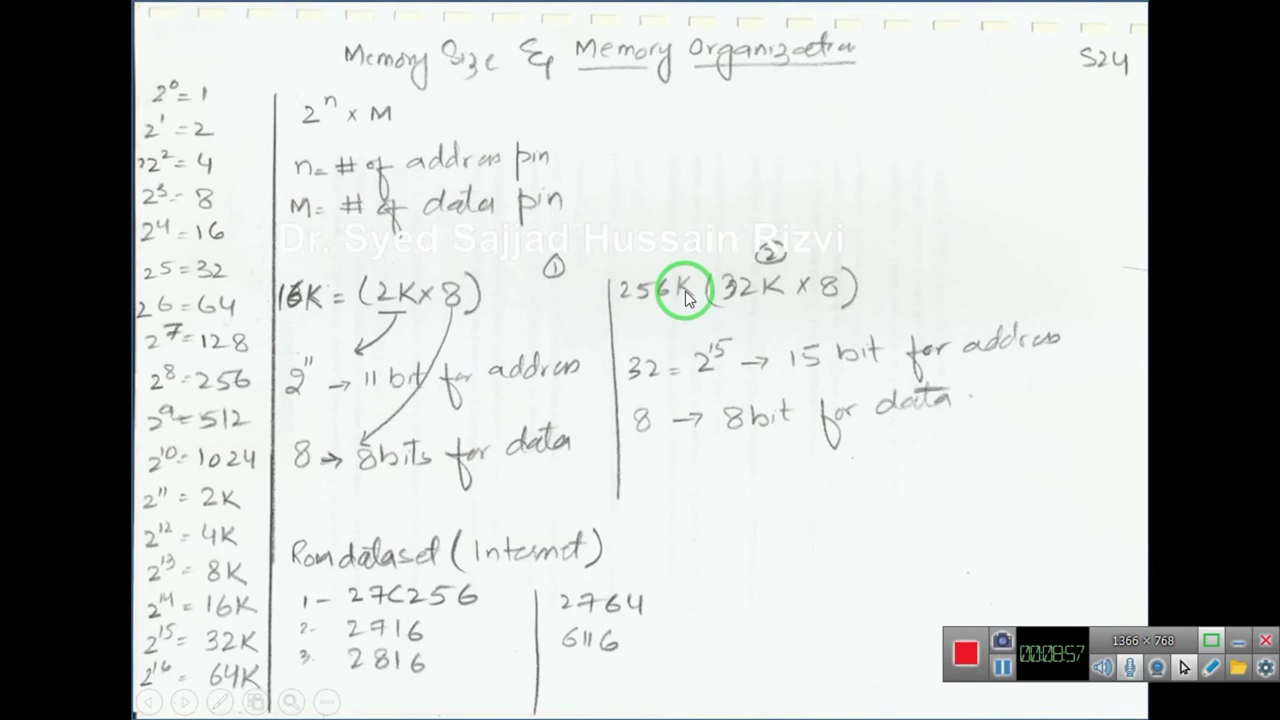 Memory Size & Memory Organization
S24
2^0 = 1
2^1 = 2
2^2 = 4
2^3 = 8
2^4 = 16
2^5 = 32
2^6 = 64
2^7 = 128
2^8 = 256
2^9 = 512
2^10 = 1024
2^11 = 2K
2^12 = 4K
2^13 = 8K
2^14 = 16K
2^15 = 32K
2^16 = 64K
2^n × M
n = # of address pin
M = # of data pin
Dr. Syed Sajjad Hussain Rizvi
①
16K = (2K × 8)
2^11 → 11 bit for address
8 → 8 bits for data
②
256K (32K × 8)
32 = 2^15 → 15 bit for address
8 → 8 bit for data.
Rom dataset (Internet)
1 - 27C256
2- 2716
3. 2816
2764
6116
1366 × 768
00:08:57